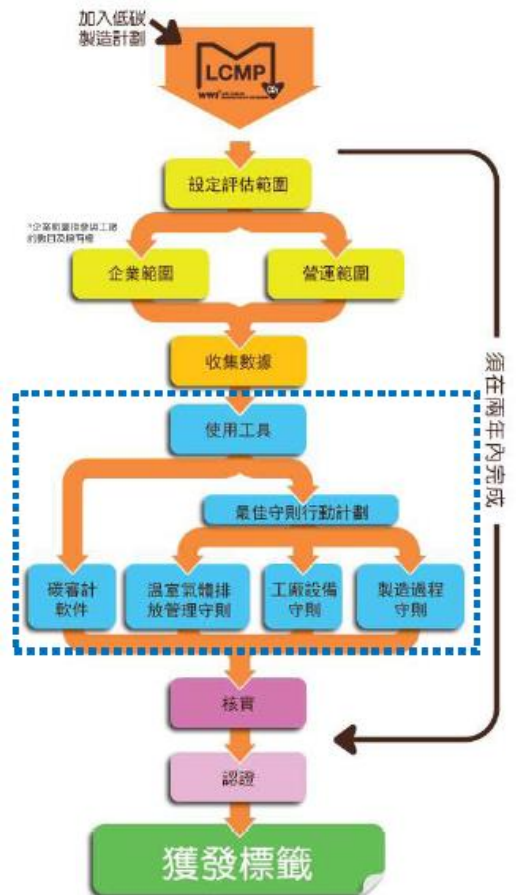 加入低碳
製造計劃
LCMP
WWF
設定評估範圍
企業範圍
營運範圍
收集數據
使用工具
最佳守則行動計劃
碳審計
軟件
溫室氣體排
放管理守則
工廠設備
守則
製造過程
守則
核實
認證
獲發標籤
須在兩年內完成